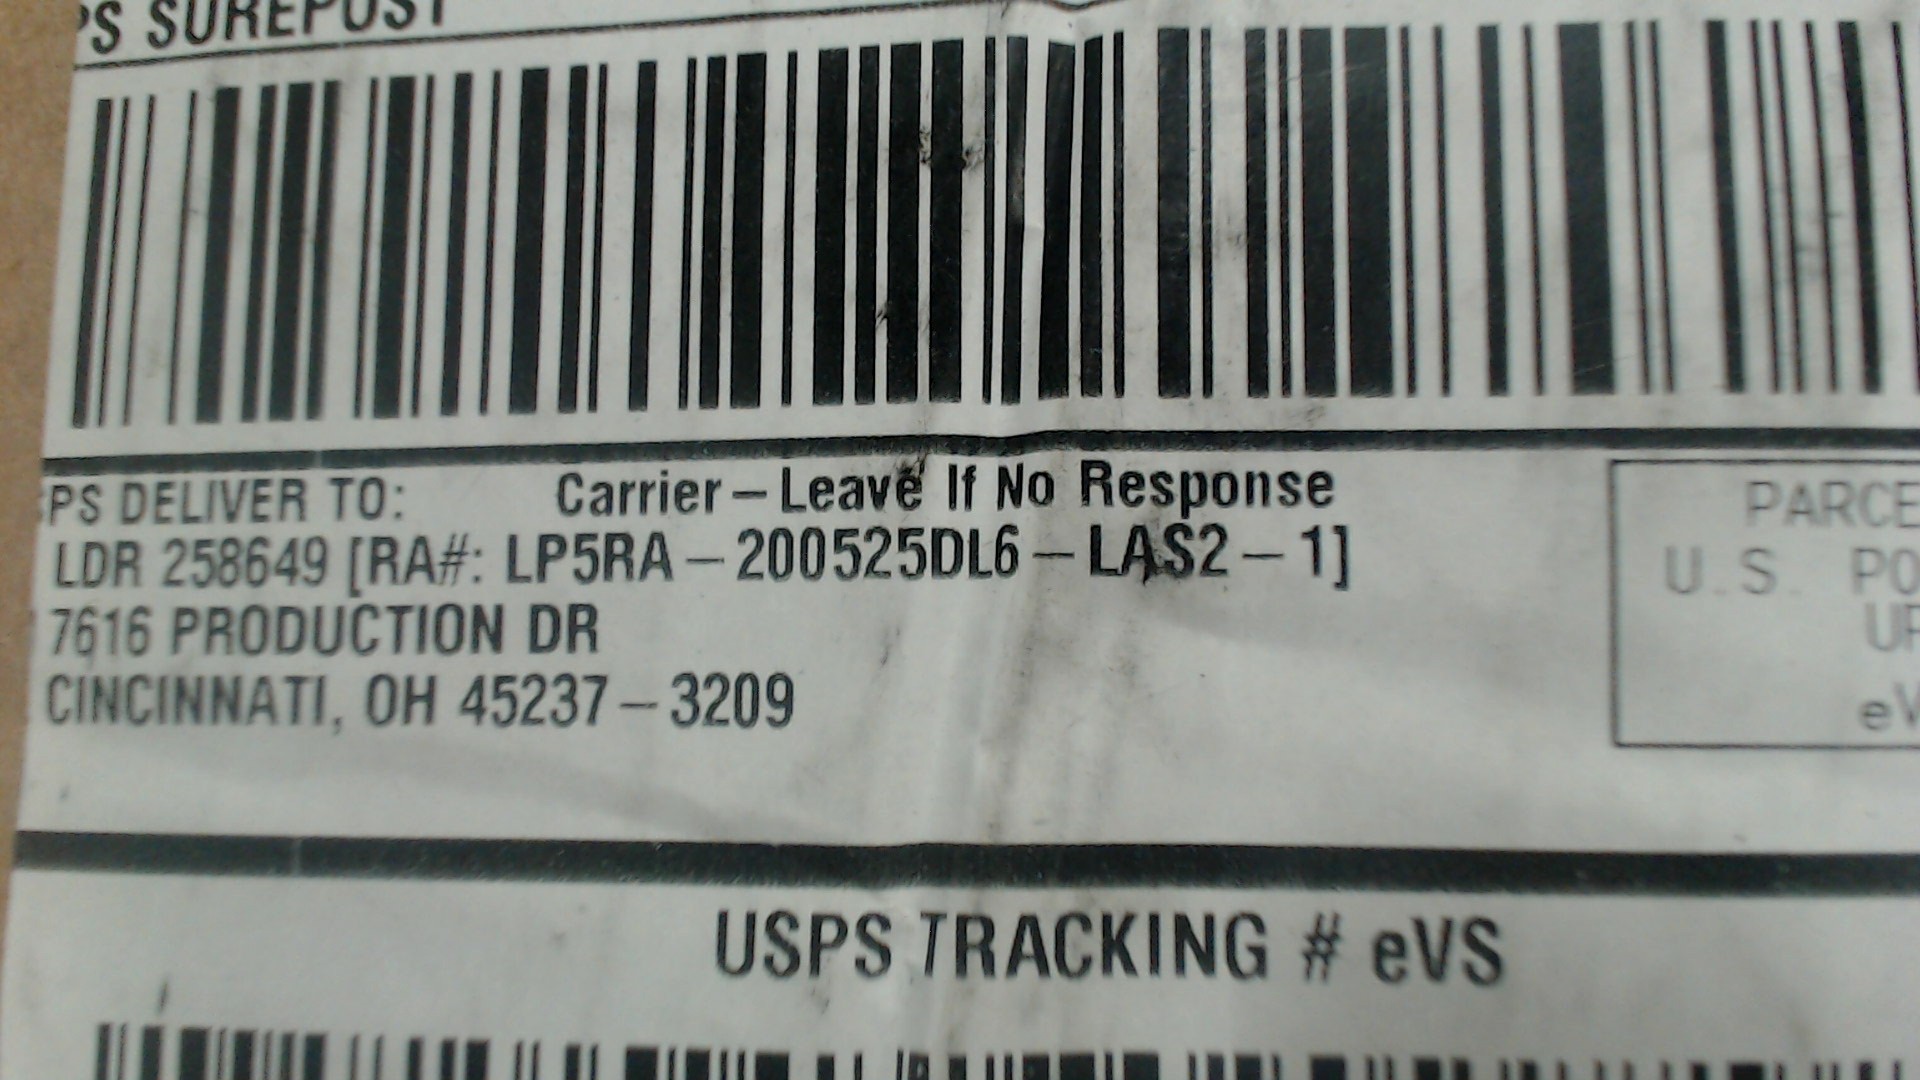 PS SUREPOST
PS DELIVER TO: Carrier – Leave If No Response
LDR 258649 [RA#: LP5RA – 200525DL6 – LAS2 – 1]
7616 PRODUCTION DR
CINCINNATI, OH 45237 – 3209
PARCE
U.S. PO
UP
eV
USPS TRACKING # eVS